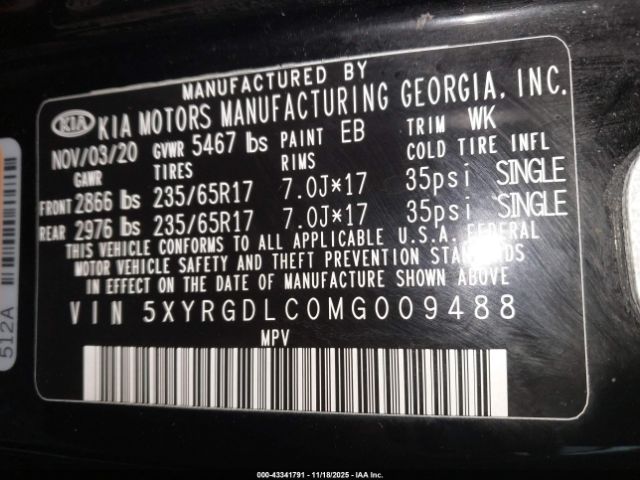 MANUFACTURED BY
KIA KIA MOTORS MANUFACTURING GEORGIA, INC.
NOV/03/20 GVWR 5467 lbs PAINT EB TRIM WK
GAWR TIRES RIMS COLD TIRE INFL
FRONT 2866 lbs 235/65R17 7.0J×17 35psi SINGLE
REAR 2976 lbs 235/65R17 7.0J×17 35psi SINGLE
THIS VEHICLE CONFORMS TO ALL APPLICABLE U.S.A. FEDERAL
MOTOR VEHICLE SAFETY AND THEFT PREVENTION STANDARDS
IN EFFECT ON THE DATE OF MANUFACTURE SHOWN ABOVE.
VIN 5XYRGDLC0MG009488
MPV
512A
000-43341791 - 11/18/2025 - IAA Inc.